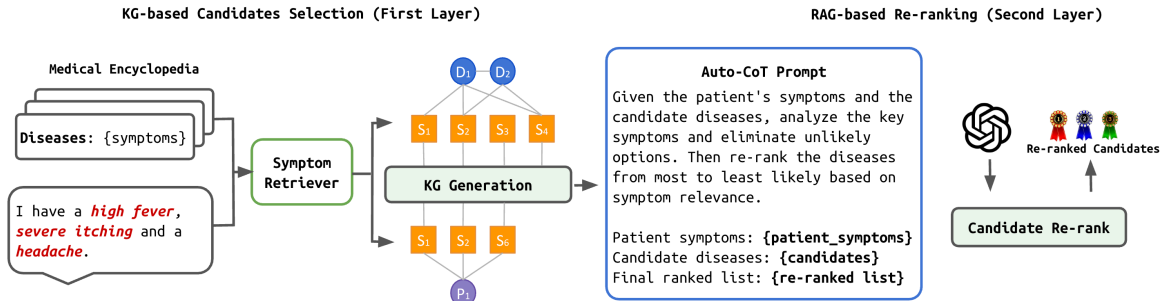 KG-based Candidates Selection (First Layer)
RAG-based Re-ranking (Second Layer)
Medical Encyclopedia
Diseases: {symptoms}
I have a high fever,
severe itching and a
headache.
Symptom
Retriever
D1
D2
S1
S2
S3
S4
KG Generation
S1
S2
S6
P1
Auto-CoT Prompt
Given the patient's symptoms and the
candidate diseases, analyze the key
symptoms and eliminate unlikely
options. Then re-rank the diseases
from most to least likely based on
symptom relevance.
Patient symptoms: {patient_symptoms}
Candidate diseases: {candidates}
Final ranked list: {re-ranked list}
Re-ranked Candidates
Candidate Re-rank